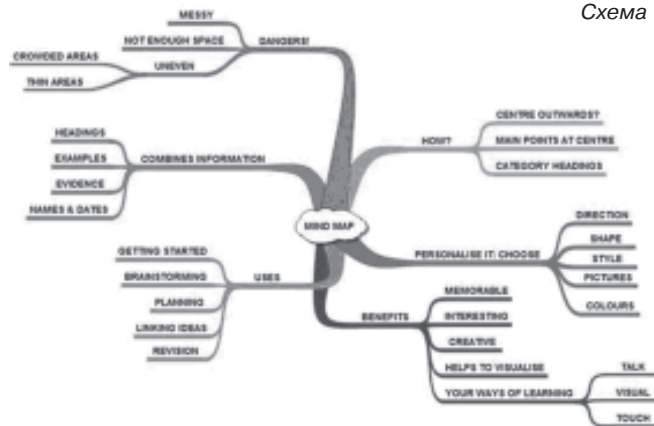 Схема
MESSY
NOT ENOUGH SPACE
DANGERS!
CROWDED AREAS
UNEVEN
THIN AREAS
HEADINGS
EXAMPLES
COMBINES INFORMATION
EVIDENCE
NAMES & DATES
CENTRE OUTWARDS?
HOW?
MAIN POINTS AT CENTRE
CATEGORY HEADINGS
MIND MAP
DIRECTION
SHAPE
PERSONALISE IT: CHOOSE
STYLE
PICTURES
COLOURS
GETTING STARTED
BRAINSTORMING
USES
PLANNING
LINKING IDEAS
REVISION
MEMORABLE
BENEFITS
INTERESTING
CREATIVE
HELPS TO VISUALISE
YOUR WAYS OF LEARNING
TALK
VISUAL
TOUCH